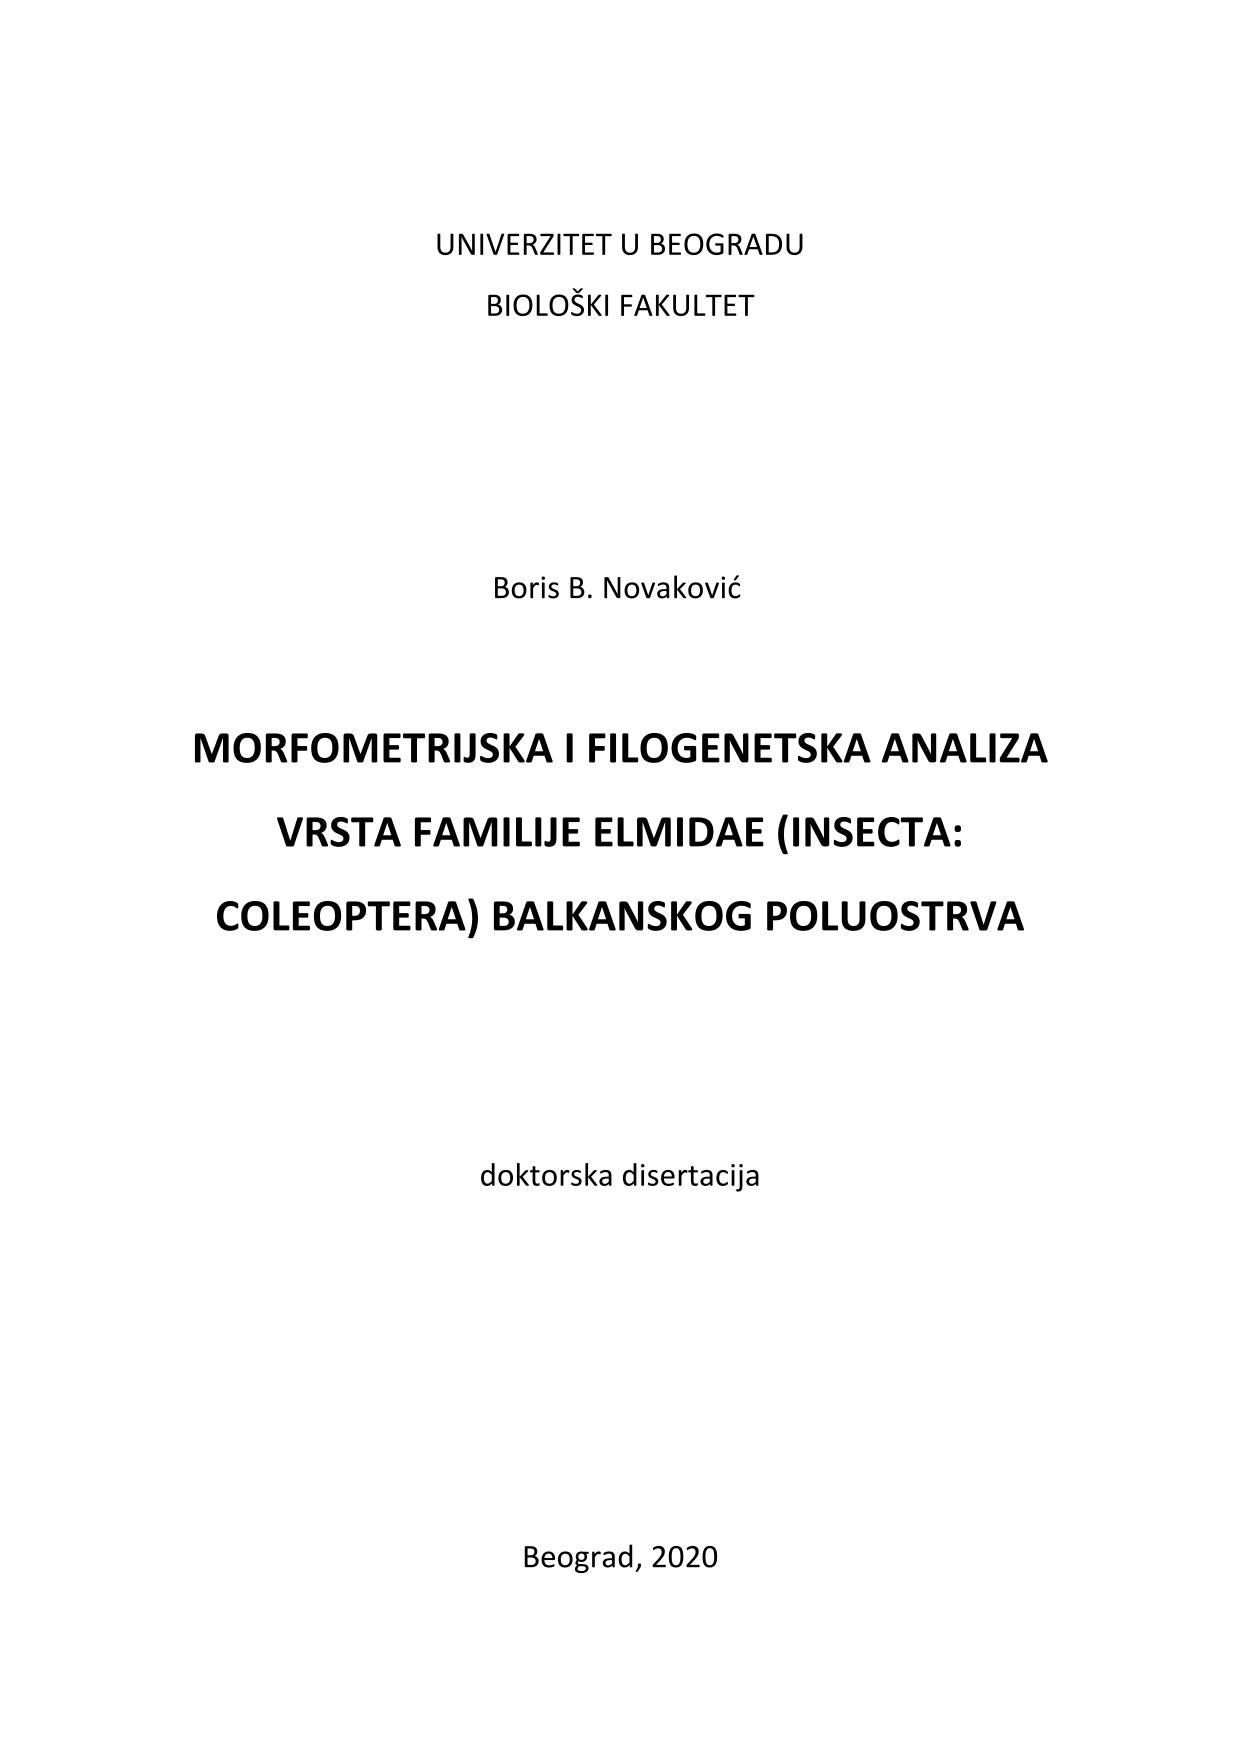 UNIVERZITET U BEOGRADU
BIOLOŠKI FAKULTET
Boris B. Novaković
MORFOMETRIJSKA I FILOGENETSKA ANALIZA
VRSTA FAMILIJE ELMIDAE (INSECTA:
COLEOPTERA) BALKANSKOG POLUOSTRVA
doktorska disertacija
Beograd, 2020